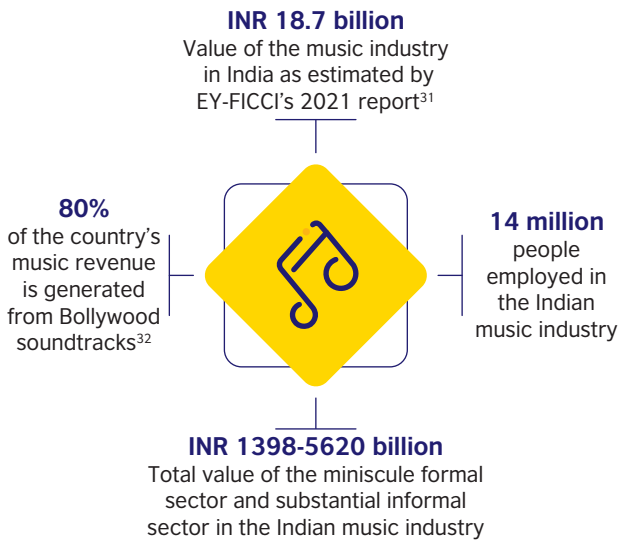 INR 18.7 billion
Value of the music industry
in India as estimated by
EY-FICCI's 2021 report³¹
80%
of the country's
music revenue
is generated
from Bollywood
soundtracks³²
14 million
people
employed in
the Indian
music industry
INR 1398-5620 billion
Total value of the miniscule formal
sector and substantial informal
sector in the Indian music industry